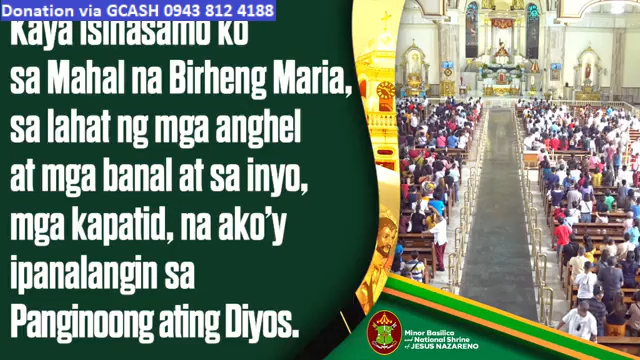 Donation via GCASH 0943 812 4188
Kaya isinasamo ko
sa Mahal na Birheng Maria,
sa lahat ng mga anghel
at mga banal at sa inyo,
mga kapatid, na ako'y
ipanalangin sa
Panginoong ating Diyos.
Minor Basilica
and National Shrine
of JESUS NAZARENO